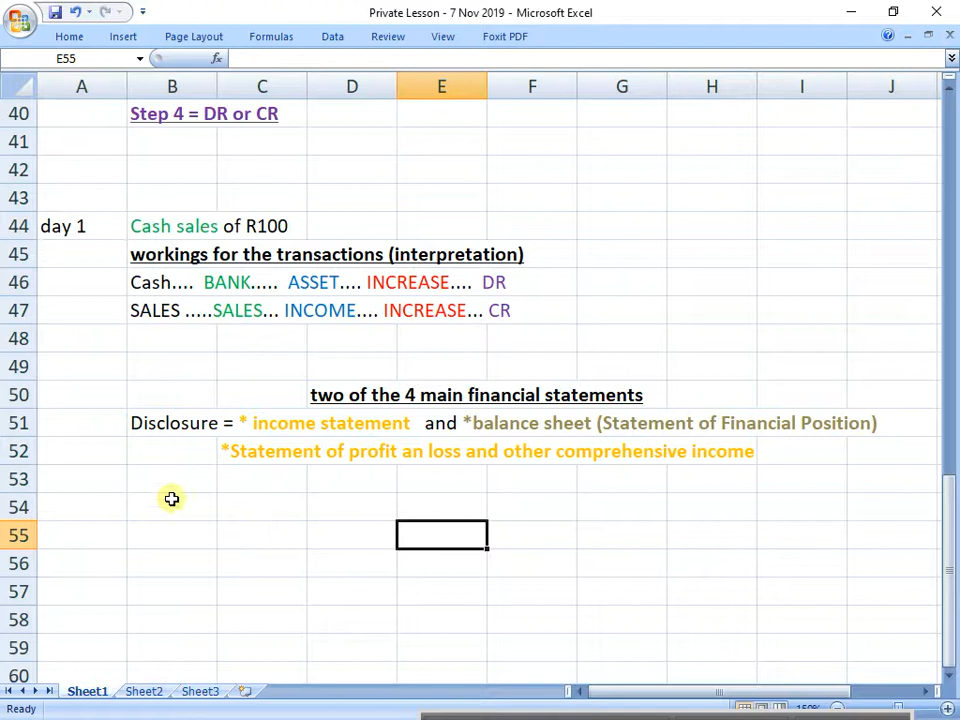 Private Lesson - 7 Nov 2019 - Microsoft Excel
Home Insert Page Layout Formulas Data Review View Foxit PDF
E55 fx
A B C D E F G H I J
40 Step 4 = DR or CR
41
42
43
44 day 1 Cash sales of R100
45 workings for the transactions (interpretation)
46 Cash.... BANK..... ASSET.... INCREASE.... DR
47 SALES .....SALES... INCOME.... INCREASE... CR
48
49
50 two of the 4 main financial statements
51 Disclosure = * income statement and *balance sheet (Statement of Financial Position)
52 *Statement of profit an loss and other comprehensive income
53
54
55
56
57
58
59
60
Sheet1 Sheet2 Sheet3
Ready 150%